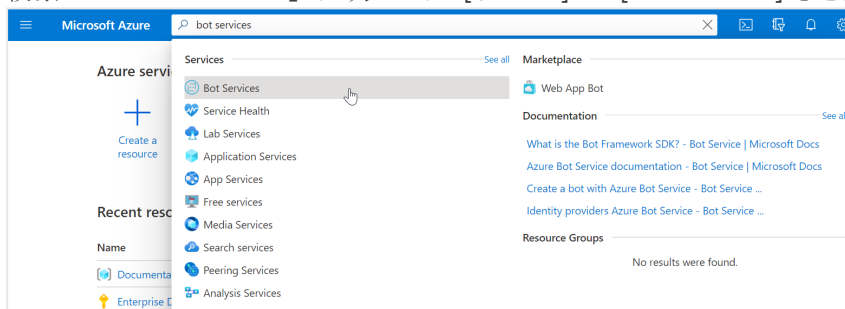 Microsoft Azure
bot services
Azure servi
Create a
resource
Recent reso
Name
Documenta
Enterprise D
Services
See all
Bot Services
Service Health
Lab Services
Application Services
App Services
Free services
Media Services
Search services
Peering Services
Analysis Services
Marketplace
Web App Bot
Documentation
See al
What is the Bot Framework SDK? - Bot Service | Microsoft Docs
Azure Bot Service documentation - Bot Service | Microsoft Docs
Create a bot with Azure Bot Service - Bot Service ...
Identity providers Azure Bot Service - Bot Service ...
Resource Groups
No results were found.